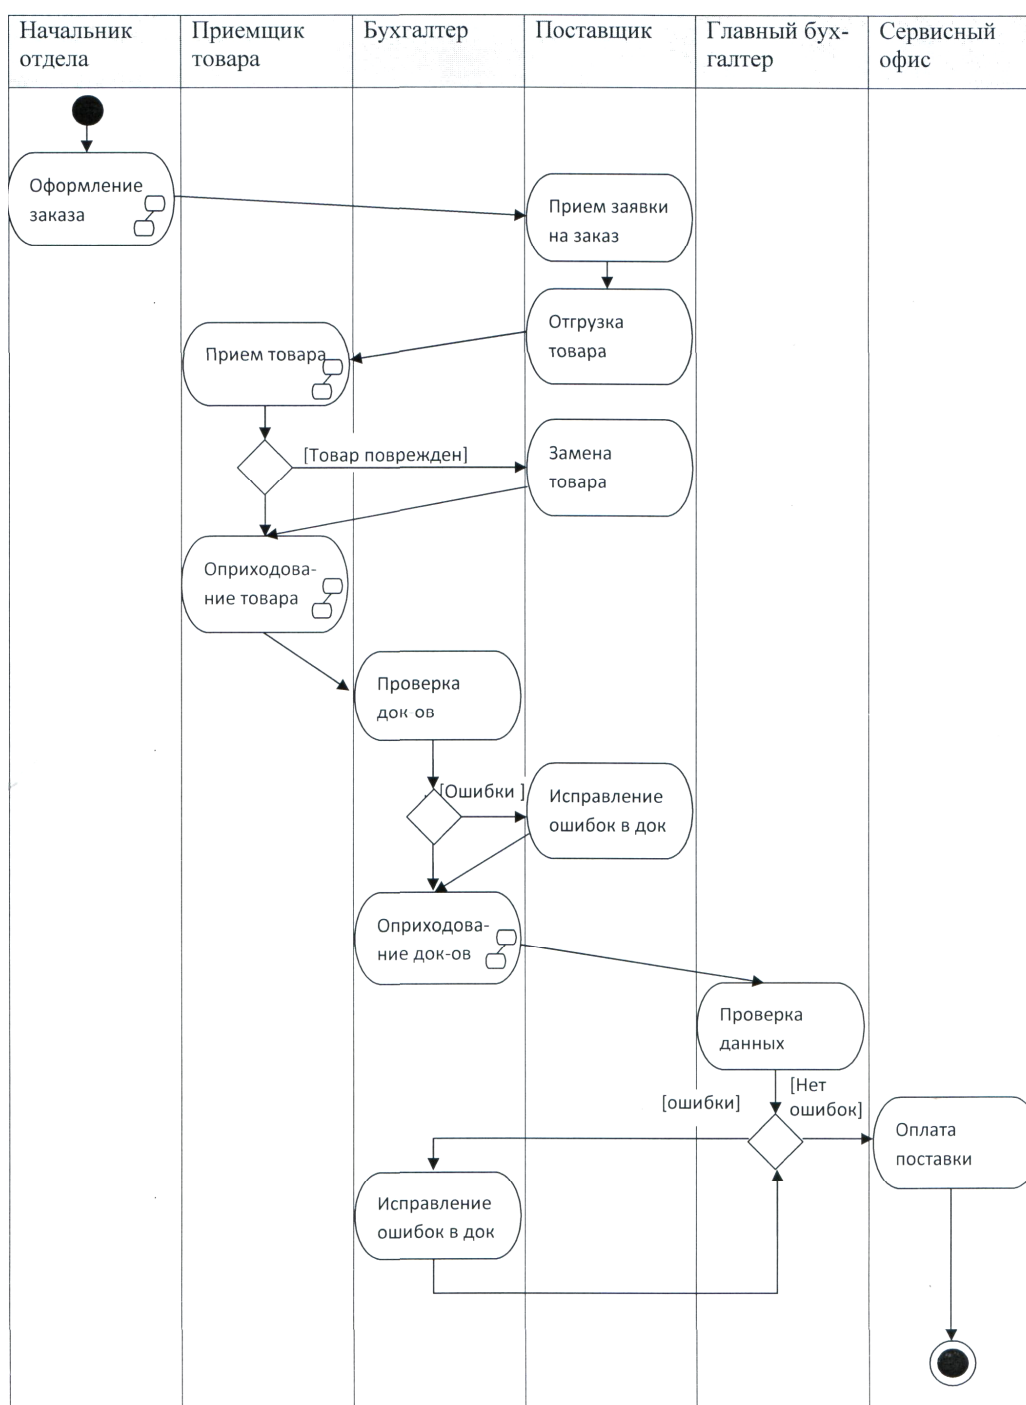 Начальник
отдела
Приемщик
товара
Бухгалтер
Поставщик
Главный бух-
галтер
Сервисный
офис
Оформление
заказа
Прием заявки
на заказ
Отгрузка
товара
Прием товара
[Товар поврежден]
Замена
товара
Оприходова-
ние товара
Проверка
док-ов
[Ошибки ]
Исправление
ошибок в док
Оприходова-
ние док-ов
Проверка
данных
[ошибки]
[Нет
ошибок]
Оплата
поставки
Исправление
ошибок в док